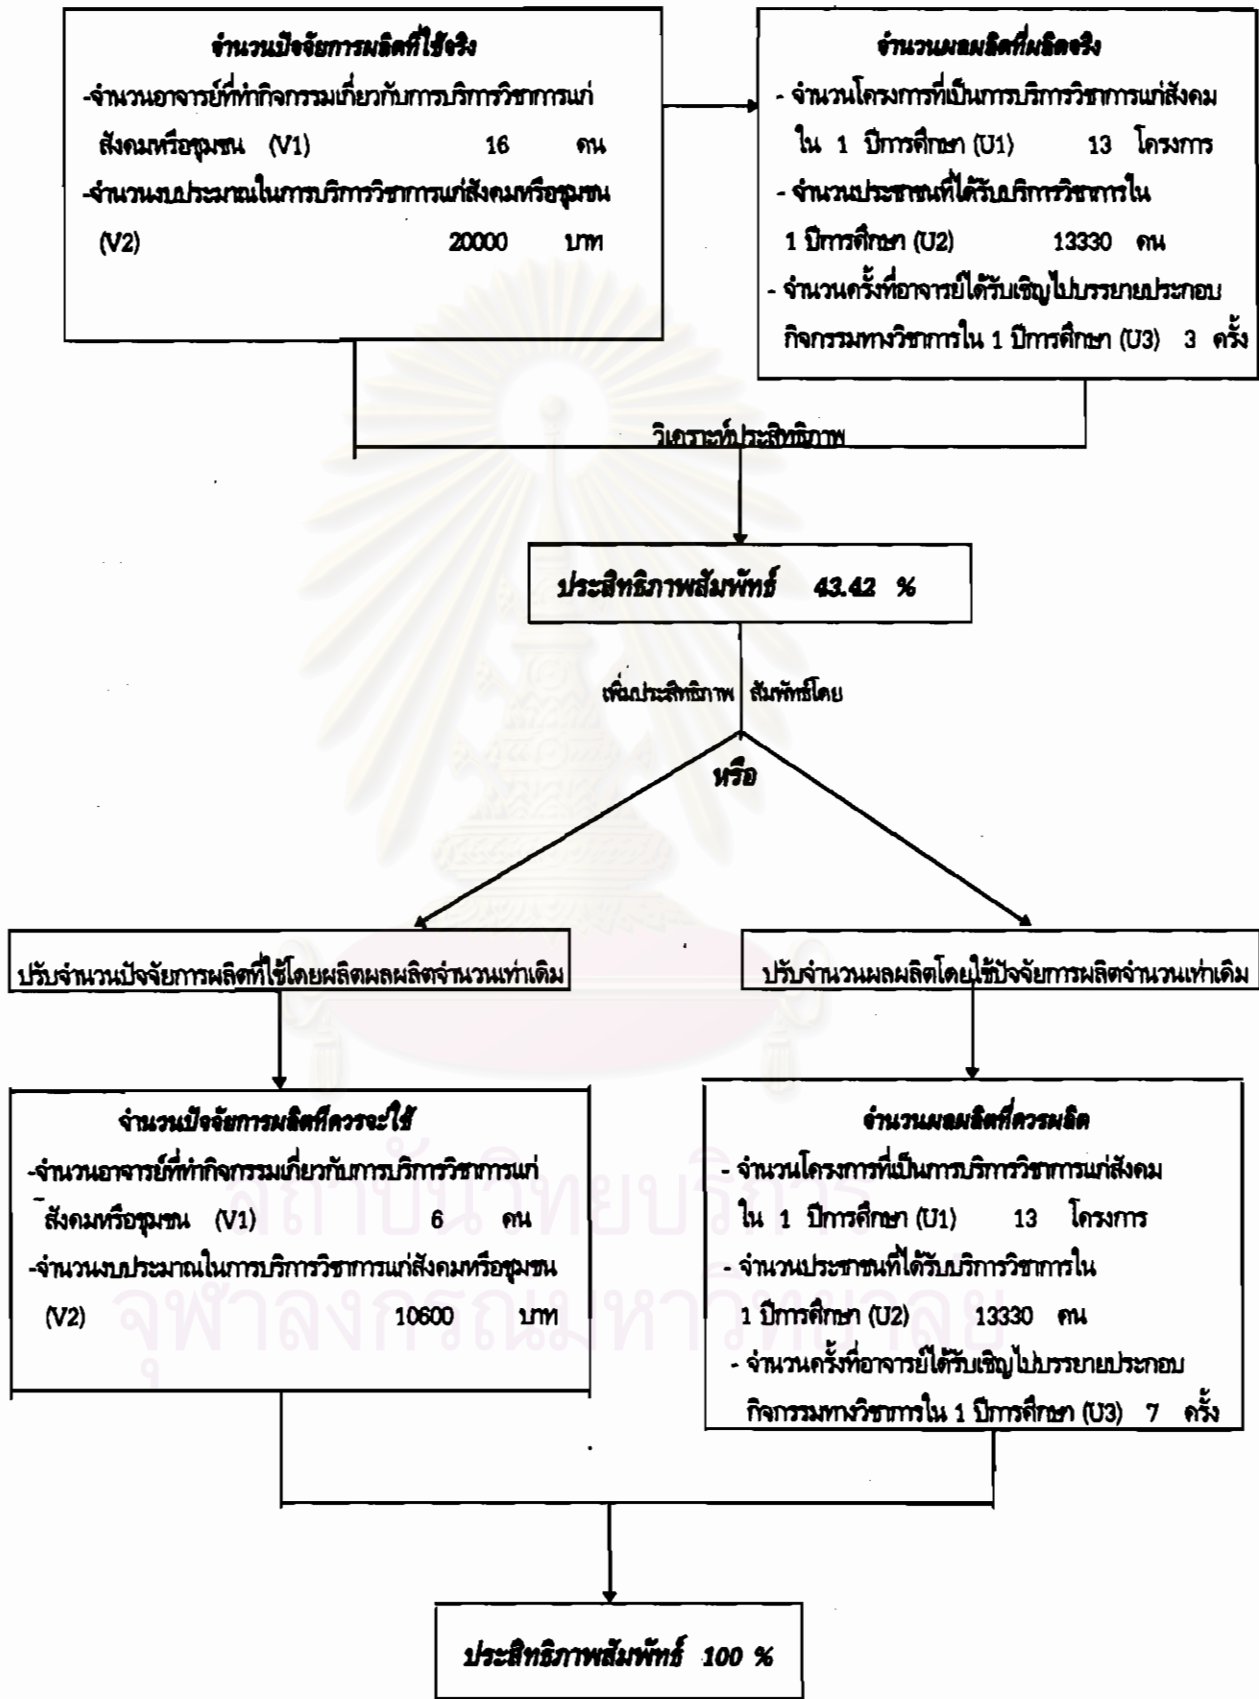 จำนวนปัจจัยการผลิตที่ใช้จริง
-จำนวนอาจารย์ที่ทำกิจกรรมเกี่ยวกับการบริการวิชาการแก่
สังคมหรือชุมชน (V1) 16 คน
-จำนวนงบประมาณในการบริการวิชาการแก่สังคมหรือชุมชน
(V2) 20000 บาท
จำนวนผลผลิตที่ผลิตจริง
- จำนวนโครงการที่เป็นการบริการวิชาการแก่สังคม
ใน 1 ปีการศึกษา (U1) 13 โครงการ
- จำนวนประชาชนที่ได้รับบริการวิชาการใน
1 ปีการศึกษา (U2) 13330 คน
- จำนวนครั้งที่อาจารย์ได้รับเชิญไปบรรยายประกอบ
กิจกรรมทางวิชาการใน 1 ปีการศึกษา (U3) 3 ครั้ง
วิเคราะห์ประสิทธิภาพ
ประสิทธิภาพสัมพัทธ์ 43.42 %
เพิ่มประสิทธิภาพ สัมพัทธ์โดย
หรือ
ปรับจำนวนปัจจัยการผลิตที่ใช้โดยผลิตผลผลิตจำนวนเท่าเดิม
ปรับจำนวนผลผลิตโดยใช้ปัจจัยการผลิตจำนวนเท่าเดิม
จำนวนปัจจัยการผลิตที่ควรจะใช้
-จำนวนอาจารย์ที่ทำกิจกรรมเกี่ยวกับการบริการวิชาการแก่
สังคมหรือชุมชน (V1) 6 คน
-จำนวนงบประมาณในการบริการวิชาการแก่สังคมหรือชุมชน
(V2) 10600 บาท
จำนวนผลผลิตที่ควรผลิต
- จำนวนโครงการที่เป็นการบริการวิชาการแก่สังคม
ใน 1 ปีการศึกษา (U1) 13 โครงการ
- จำนวนประชาชนที่ได้รับบริการวิชาการใน
1 ปีการศึกษา (U2) 13330 คน
- จำนวนครั้งที่อาจารย์ได้รับเชิญไปบรรยายประกอบ
กิจกรรมทางวิชาการใน 1 ปีการศึกษา (U3) 7 ครั้ง
สถาบันวิทยบริการ
จุฬาลงกรณ์มหาวิทยาลัย
ประสิทธิภาพสัมพัทธ์ 100 %